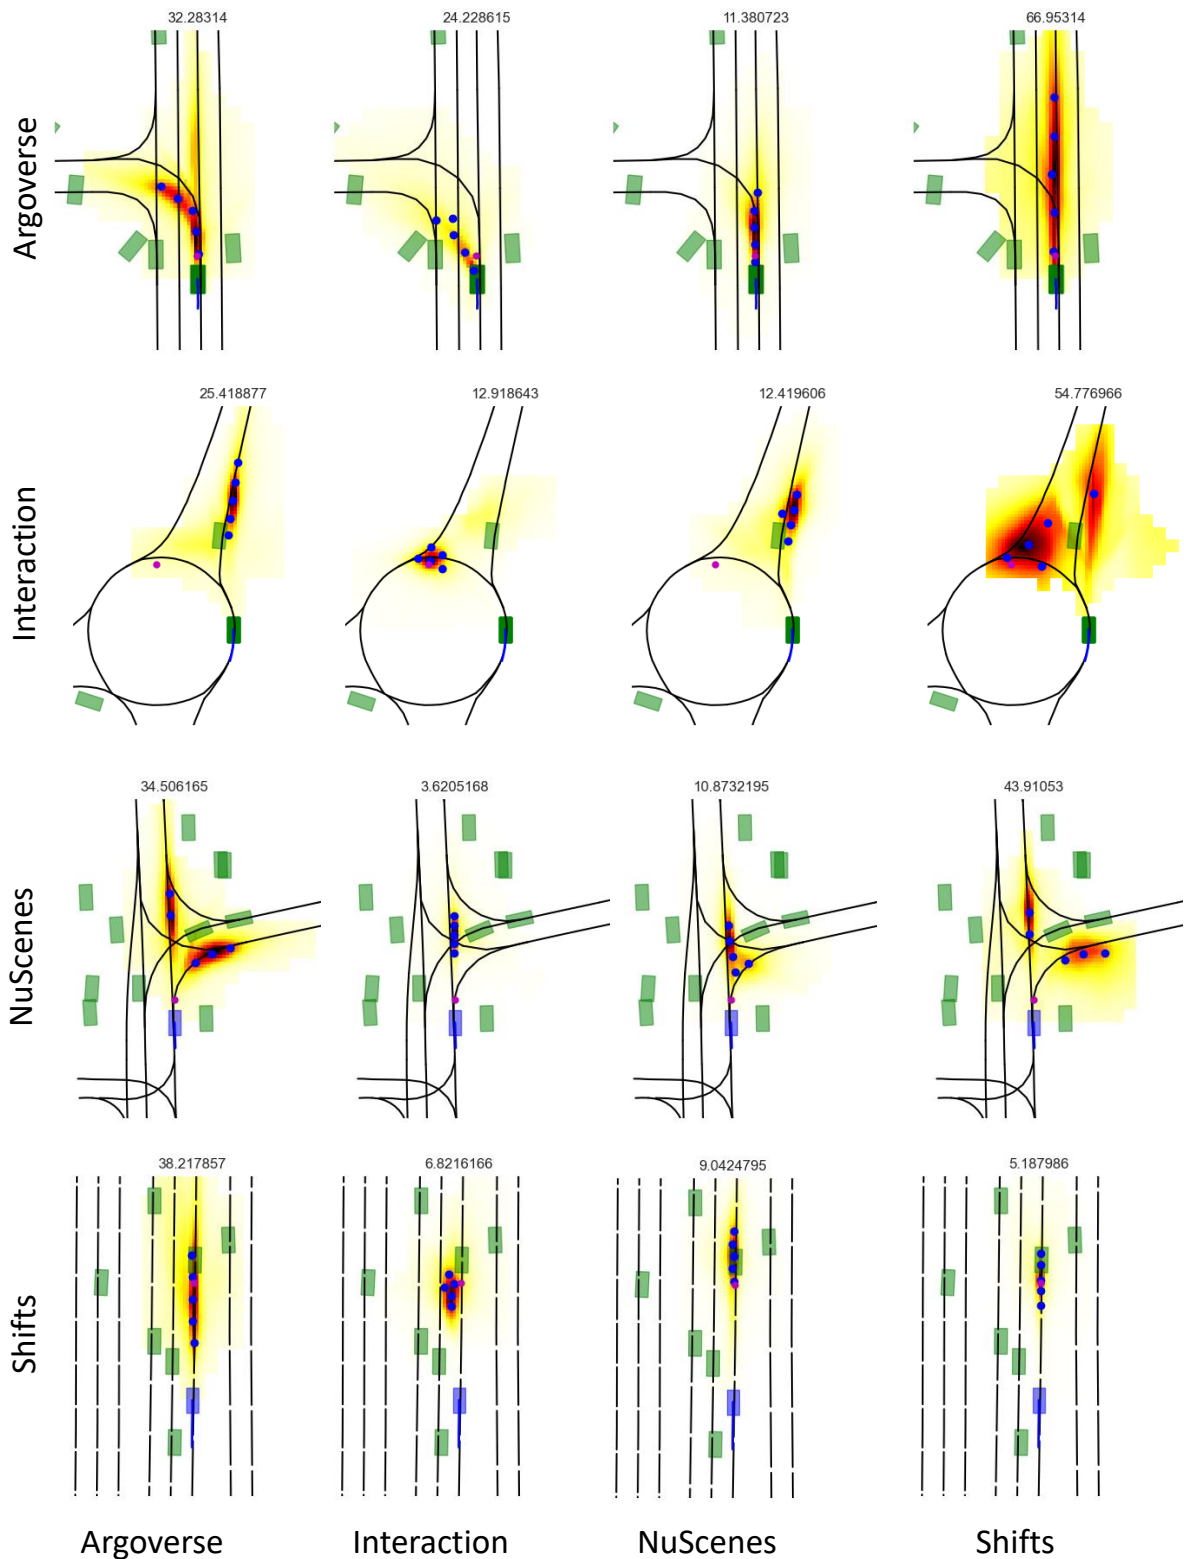 32.28314 24.228615 11.380723 66.95314
Argoverse
25.418877 12.918643 12.419606 54.776966
Interaction
34.506165 3.6205168 10.8732195 43.91053
NuScenes
38.217857 6.8216166 9.0424795 5.187986
Shifts
Argoverse Interaction NuScenes Shifts